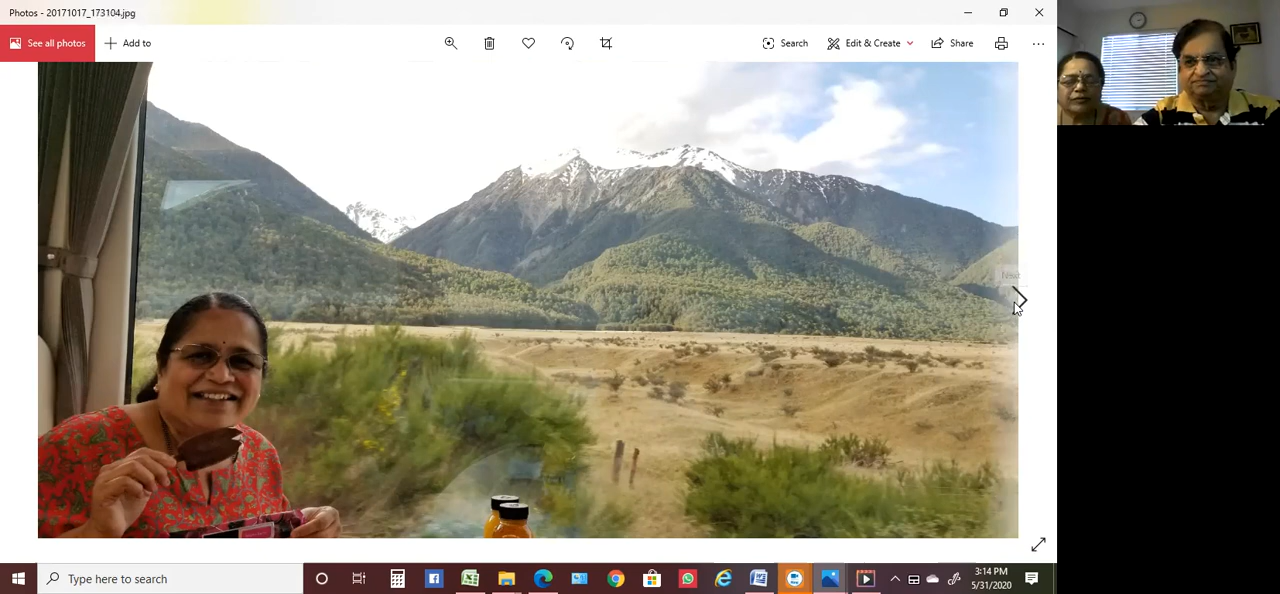 Photos - 20171017_173104.jpg
See all photos
Add to
Search
Edit & Create
Share
Next
Type here to search
3:14 PM
5/31/2020